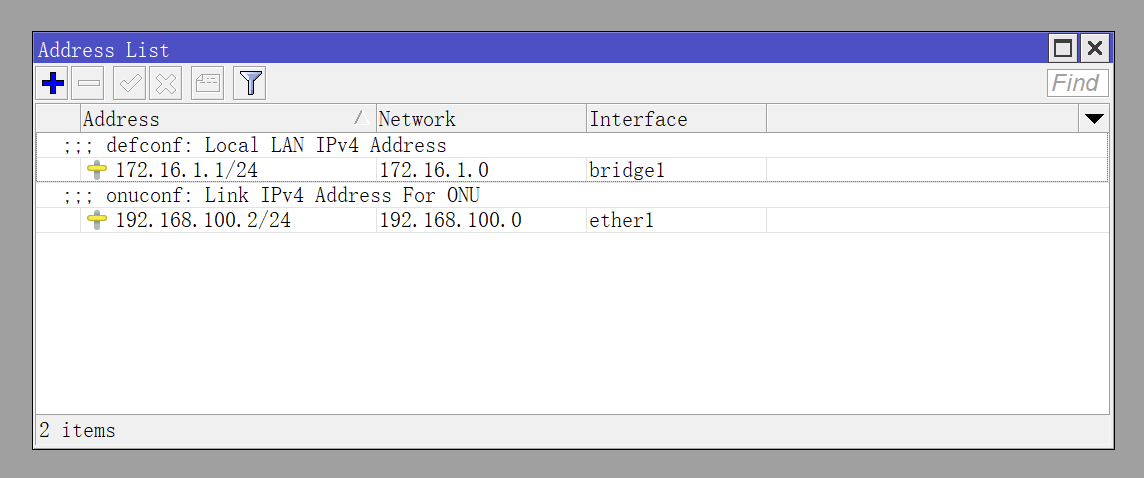 Address List
Find
Address Network Interface
;;; defconf: Local LAN IPv4 Address
172.16.1.1/24 172.16.1.0 bridge1
;;; onuconf: Link IPv4 Address For ONU
192.168.100.2/24 192.168.100.0 ether1
2 items